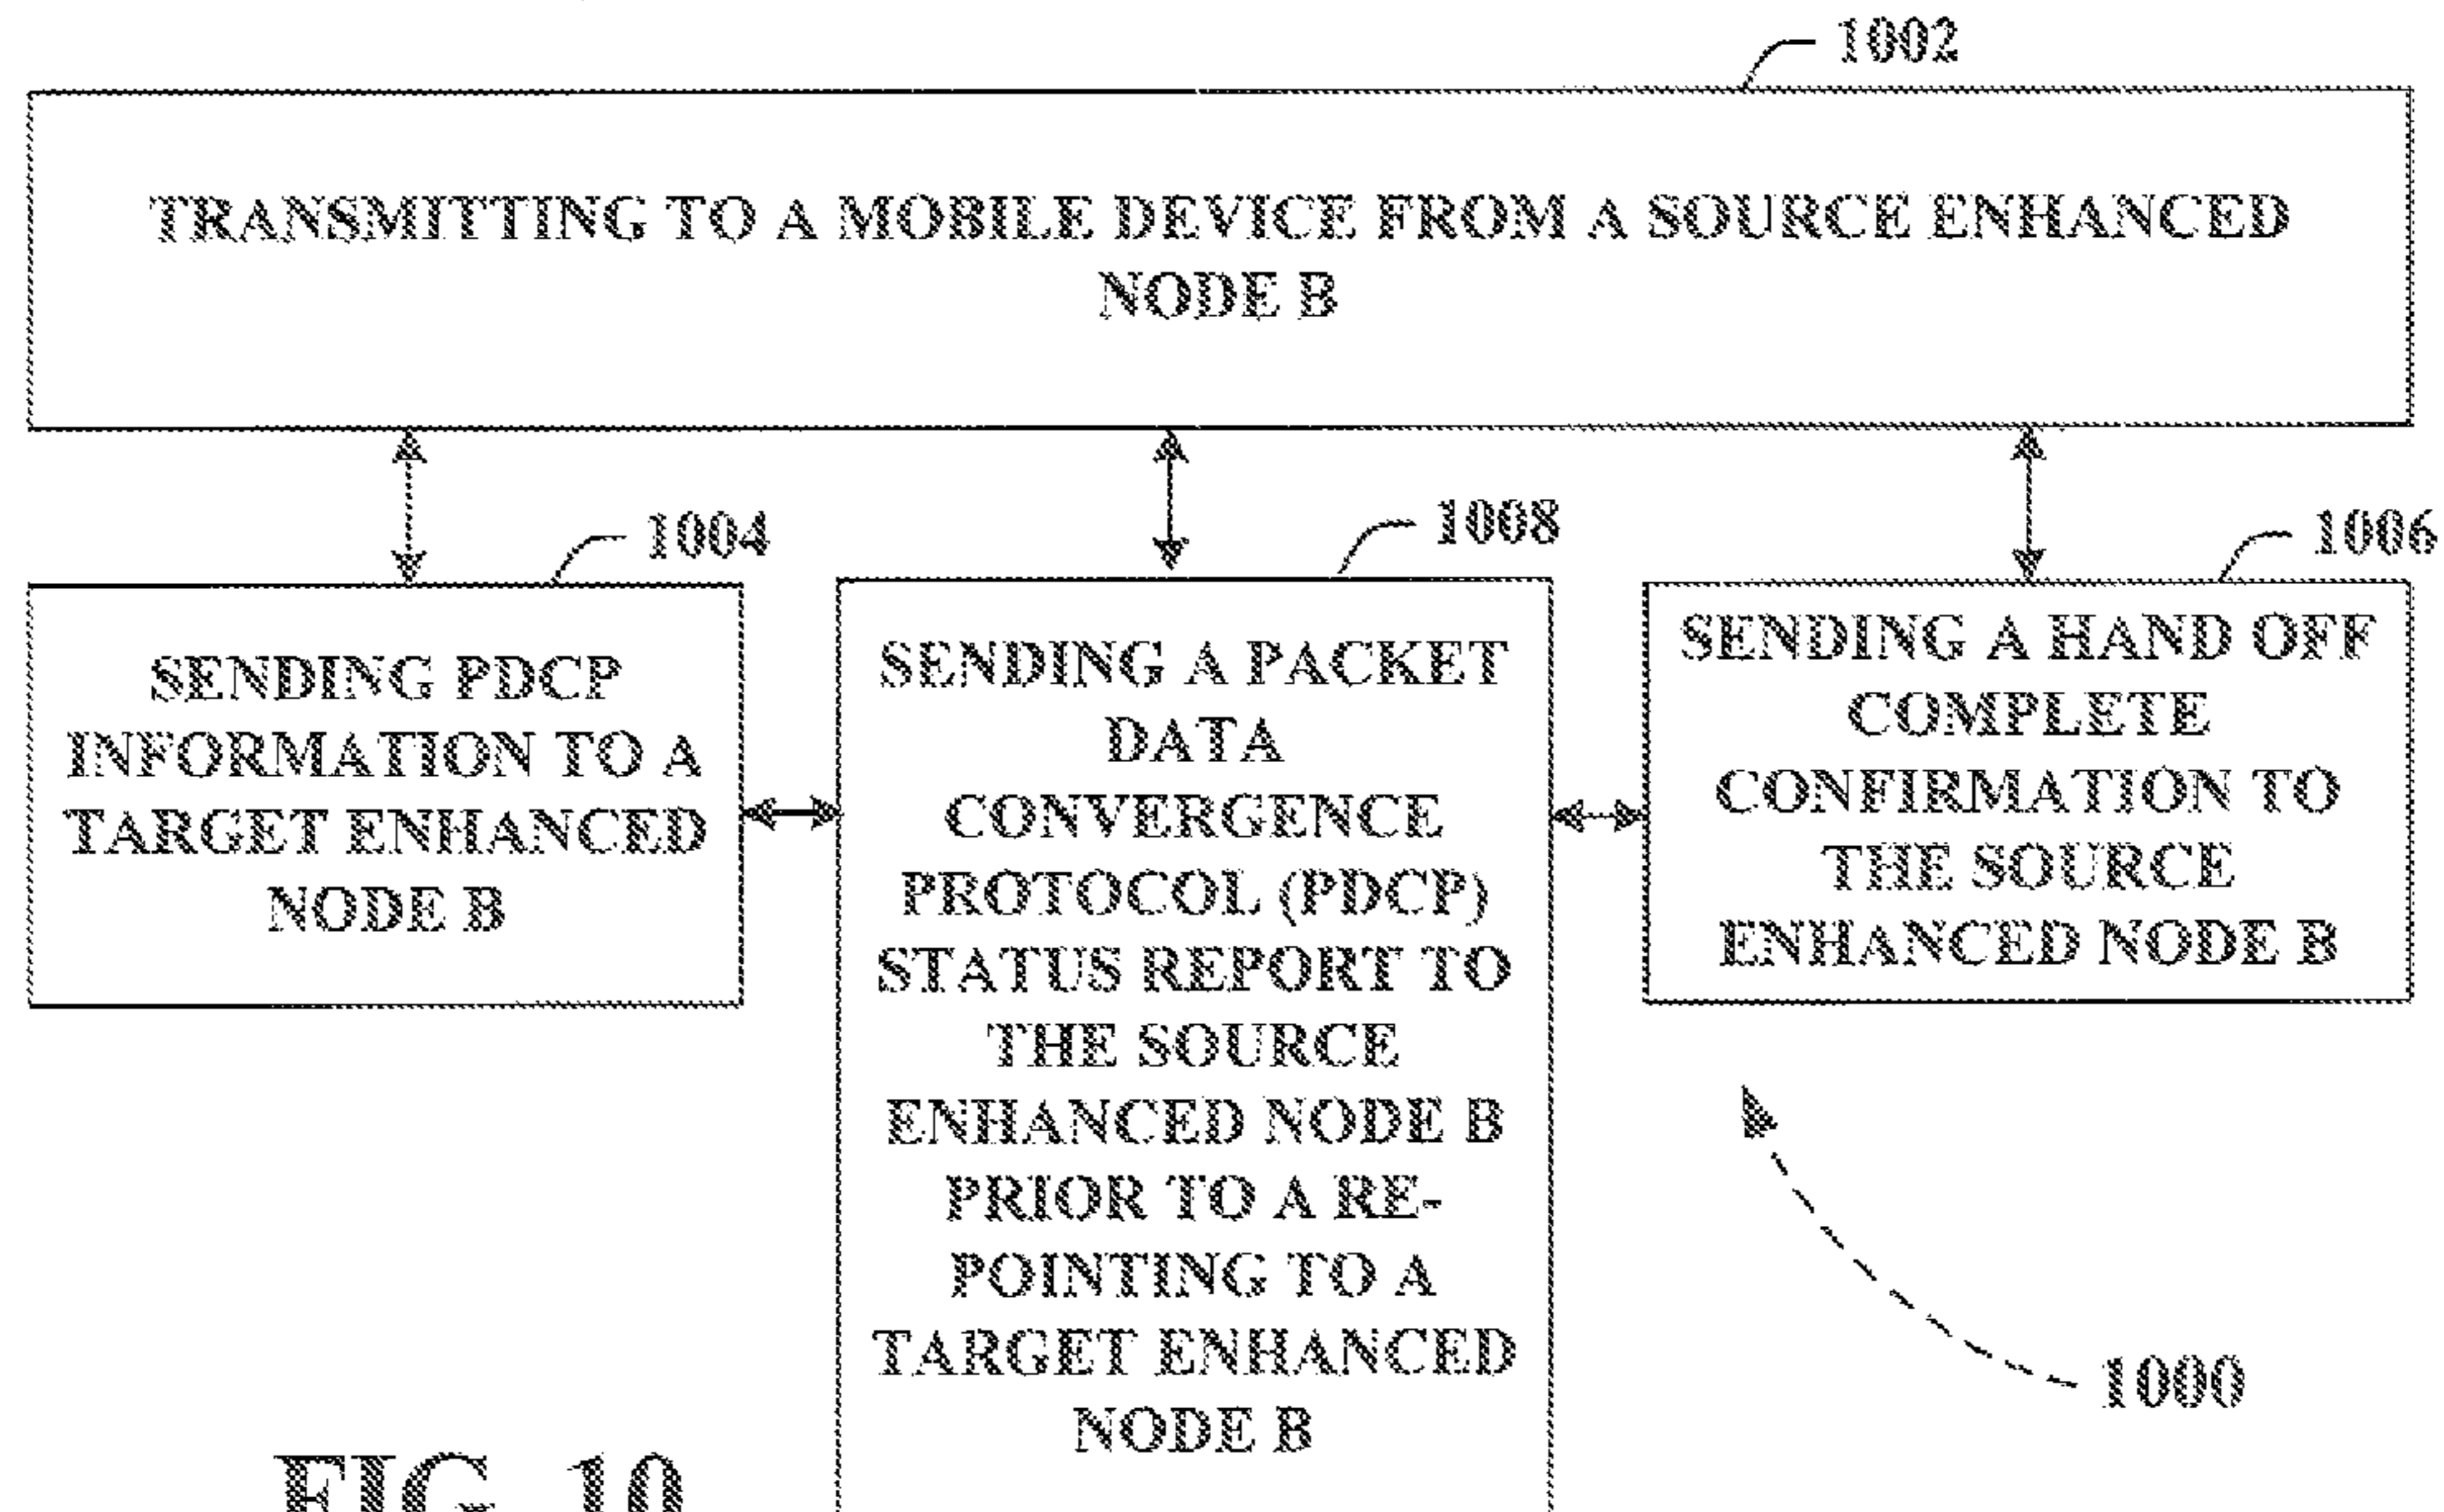 1002
TRANSMITTING TO A MOBILE DEVICE FROM A SOURCE ENHANCED
NODE B
1004
SENDING PDCP
INFORMATION TO A
TARGET ENHANCED
NODE B
1008
SENDING A PACKET
DATA
CONVERGENCE
PROTOCOL (PDCP)
STATUS REPORT TO
THE SOURCE
ENHANCED NODE B
PRIOR TO A RE-
POINTING TO A
TARGET ENHANCED
NODE B
1006
SENDING A HAND OFF
COMPLETE
CONFIRMATION TO
THE SOURCE
ENHANCED NODE B
1000
FIG. 10